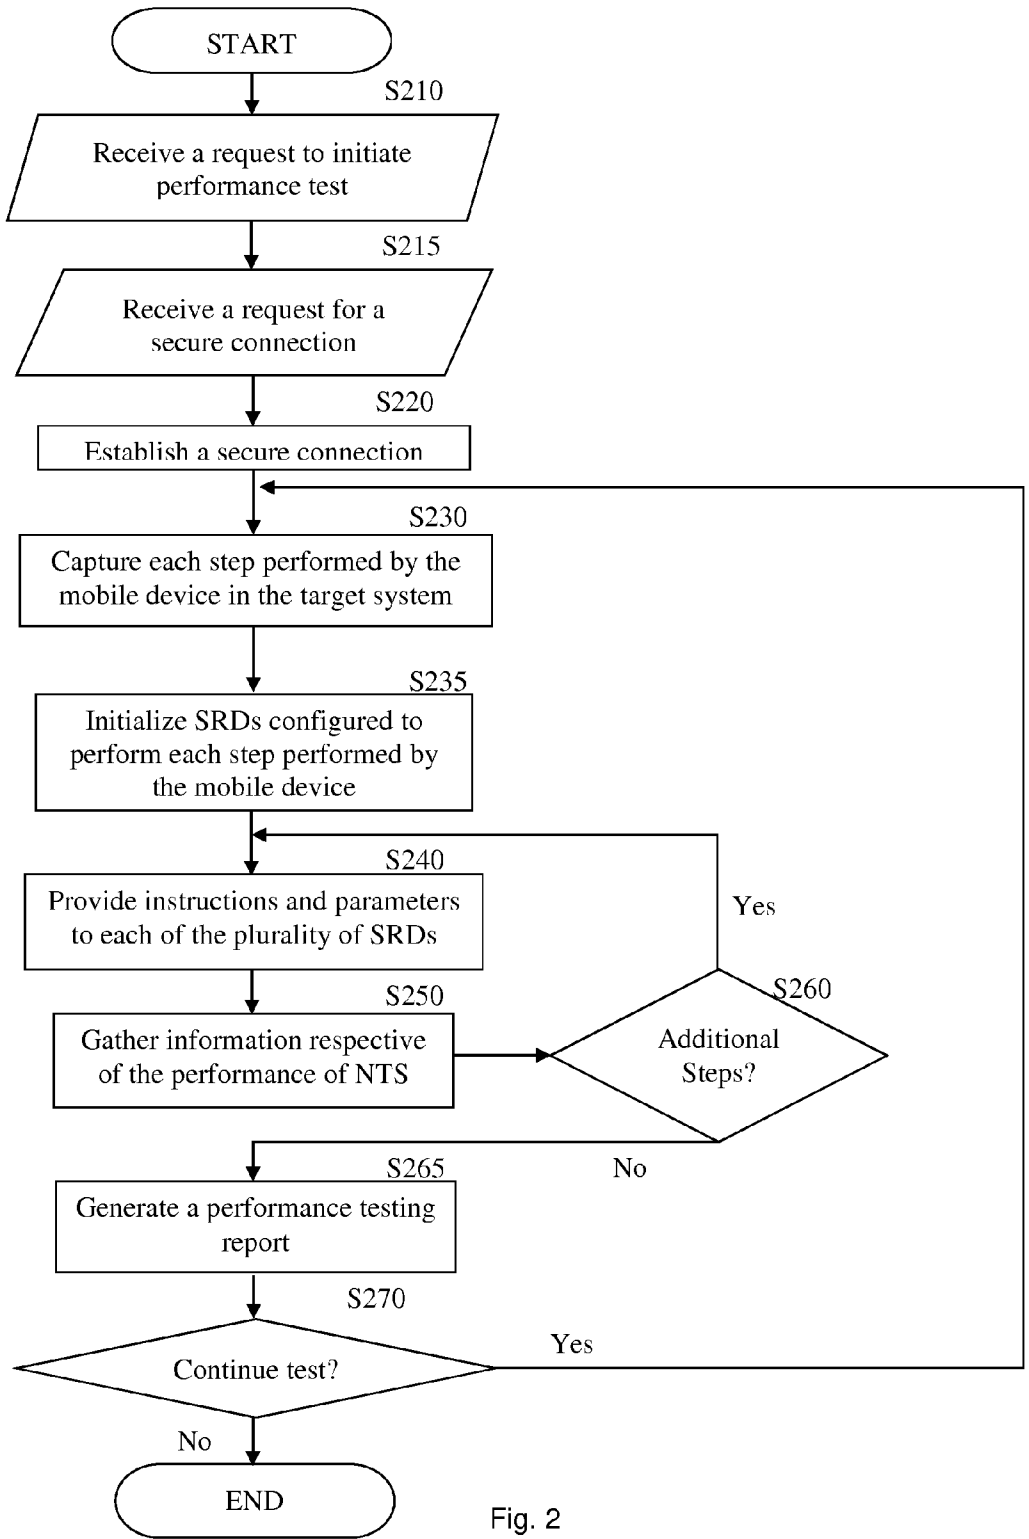 START
S210
Receive a request to initiate
performance test
S215
Receive a request for a
secure connection
S220
Establish a secure connection
S230
Capture each step performed by the
mobile device in the target system
S235
Initialize SRDs configured to
perform each step performed by
the mobile device
S240
Provide instructions and parameters
to each of the plurality of SRDs
Yes
S250
Gather information respective
of the performance of NTS
S260
Additional
Steps?
No
S265
Generate a performance testing
report
S270
Continue test?
Yes
No
END
Fig. 2